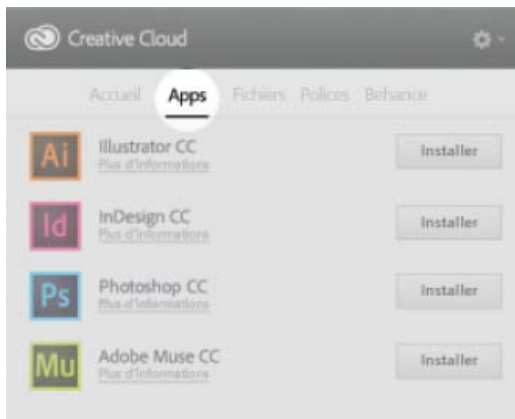 Creative Cloud
Accueil Apps Fichiers Polices Behance
Ai Illustrator CC Installer
Plus d'informations
Id InDesign CC Installer
Plus d'informations
Ps Photoshop CC Installer
Plus d'informations
Mu Adobe Muse CC Installer
Plus d'informations